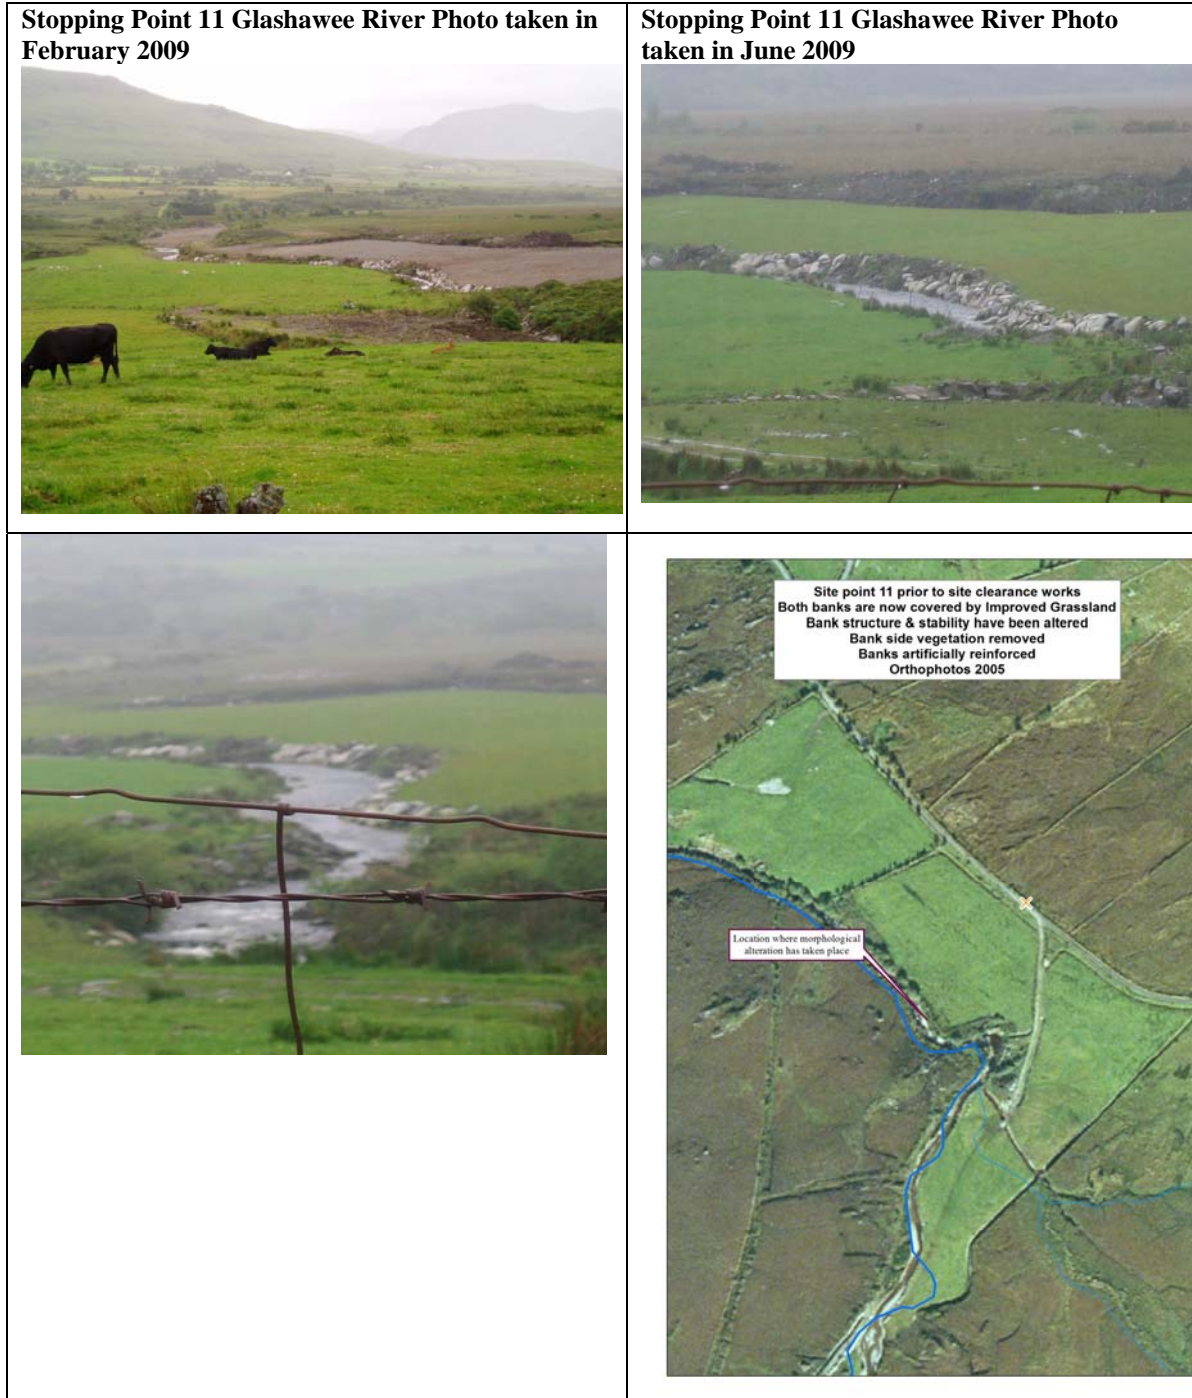 Stopping Point 11 Glashawee River Photo taken in
February 2009
Stopping Point 11 Glashawee River Photo
taken in June 2009
Site point 11 prior to site clearance works
Both banks are now covered by Improved Grassland
Bank structure & stability have been altered
Bank side vegetation removed
Banks artificially reinforced
Orthophotos 2005
Location where morphological
alteration has taken place